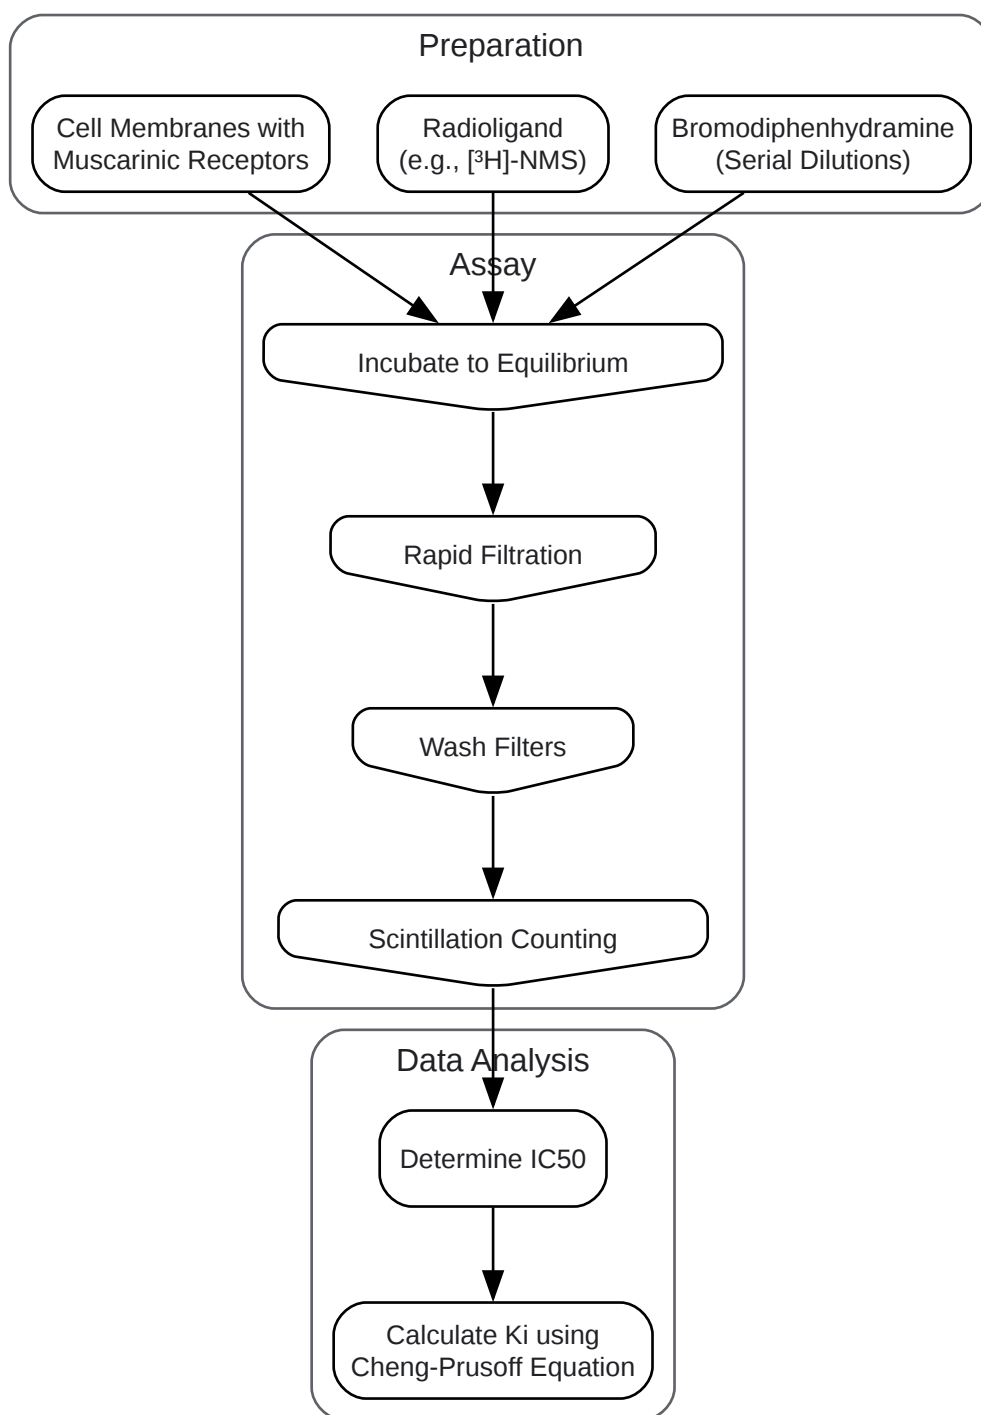 Preparation
Cell Membranes with
Muscarinic Receptors
Radioligand
(e.g., [³H]-NMS)
Bromodiphenhydramine
(Serial Dilutions)
Assay
Incubate to Equilibrium
Rapid Filtration
Wash Filters
Scintillation Counting
Data Analysis
Determine IC50
Calculate Ki using
Cheng-Prusoff Equation